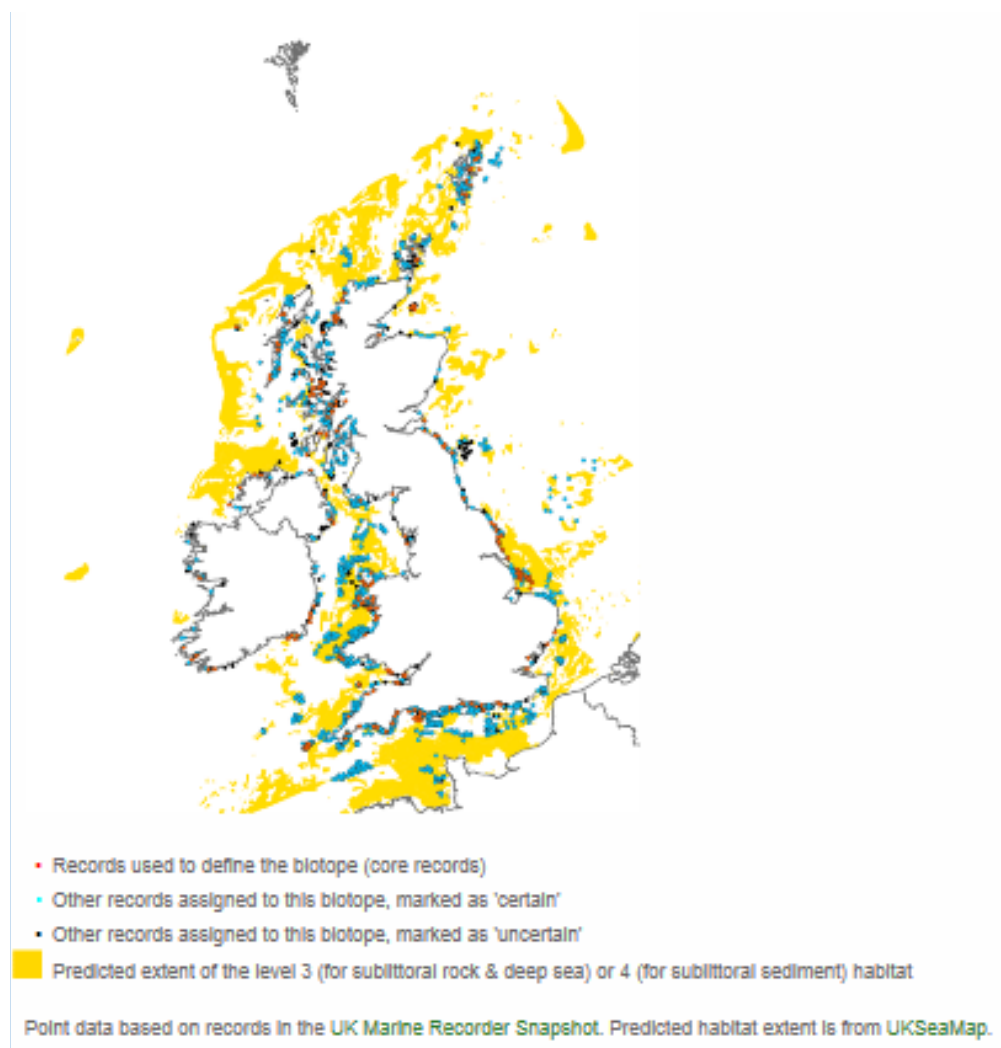 Records used to define the biotope (core records)
Other records assigned to this biotope, marked as 'certain'
Other records assigned to this biotope, marked as 'uncertain'
Predicted extent of the level 3 (for sublittoral rock & deep sea) or 4 (for sublittoral sediment) habitat
Point data based on records in the UK Marine Recorder Snapshot. Predicted habitat extent is from UKSeaMap.